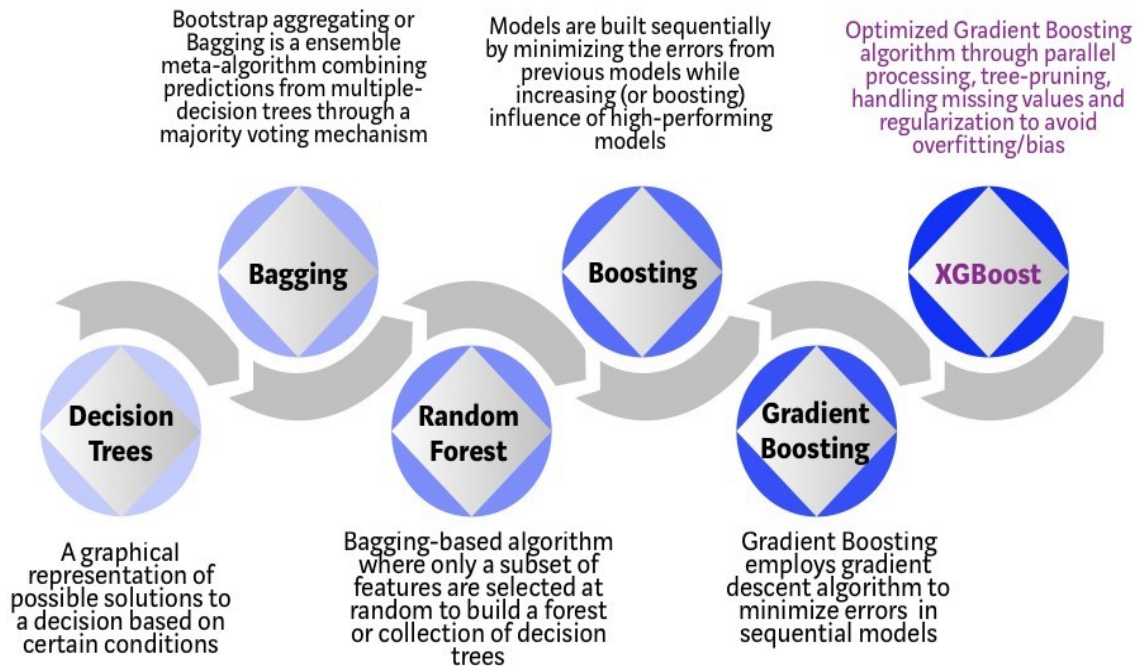 Bootstrap aggregating or
Bagging is a ensemble
meta-algorithm combining
predictions from multiple-
decision trees through a
majority voting mechanism
Models are built sequentially
by minimizing the errors from
previous models while
increasing (or boosting)
influence of high-performing
models
Optimized Gradient Boosting
algorithm through parallel
processing, tree-pruning,
handling missing values and
regularization to avoid
overfitting/bias
Bagging
Boosting
XGBoost
Decision
Trees
Random
Forest
Gradient
Boosting
A graphical
representation of
possible solutions to
a decision based on
certain conditions
Bagging-based algorithm
where only a subset of
features are selected at
random to build a forest
or collection of decision
trees
Gradient Boosting
employs gradient
descent algorithm to
minimize errors in
sequential models